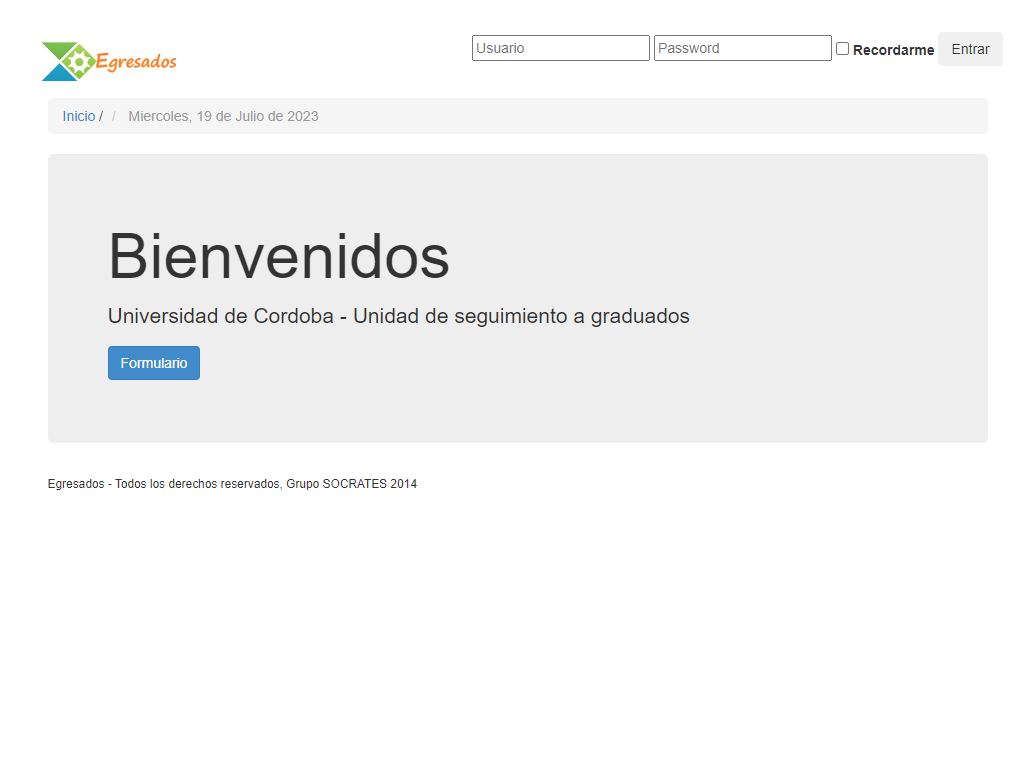 Egresados
Usuario Password Recordarme Entrar
Inicio / / Miercoles, 19 de Julio de 2023
Bienvenidos
Universidad de Cordoba - Unidad de seguimiento a graduados
Formulario
Egresados - Todos los derechos reservados, Grupo SOCRATES 2014